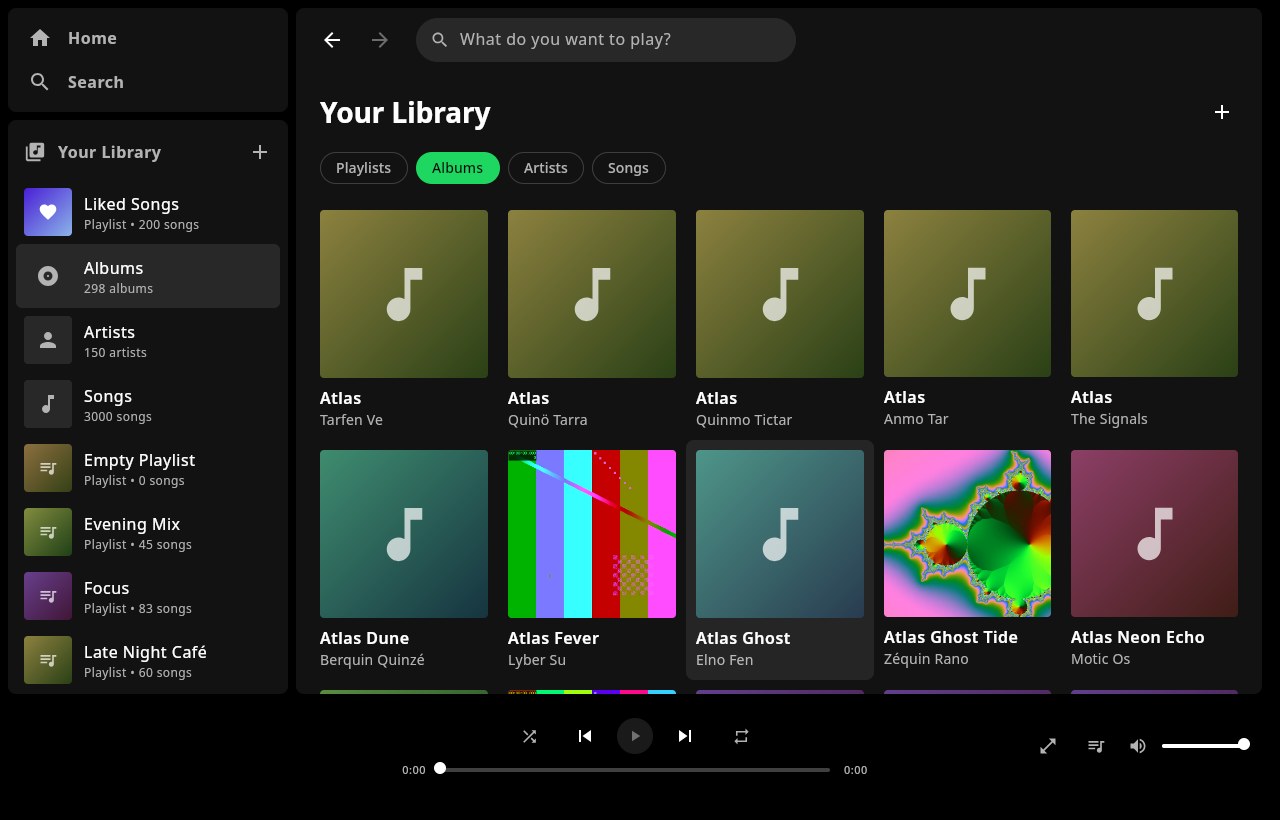 Home
Search
Your Library
Liked Songs
Playlist • 200 songs
Albums
298 albums
Artists
150 artists
Songs
3000 songs
Empty Playlist
Playlist • 0 songs
Evening Mix
Playlist • 45 songs
Focus
Playlist • 83 songs
Late Night Café
Playlist • 60 songs
What do you want to play?
Your Library
Playlists
Albums
Artists
Songs
Atlas
Tarfen Ve
Atlas
Quinö Tarra
Atlas
Quinmo Tictar
Atlas
Anmo Tar
Atlas
The Signals
Atlas Dune
Berquin Quinzé
Atlas Fever
Lyber Su
Atlas Ghost
Elno Fen
Atlas Ghost Tide
Zéquin Rano
Atlas Neon Echo
Motic Os
0:00
0:00